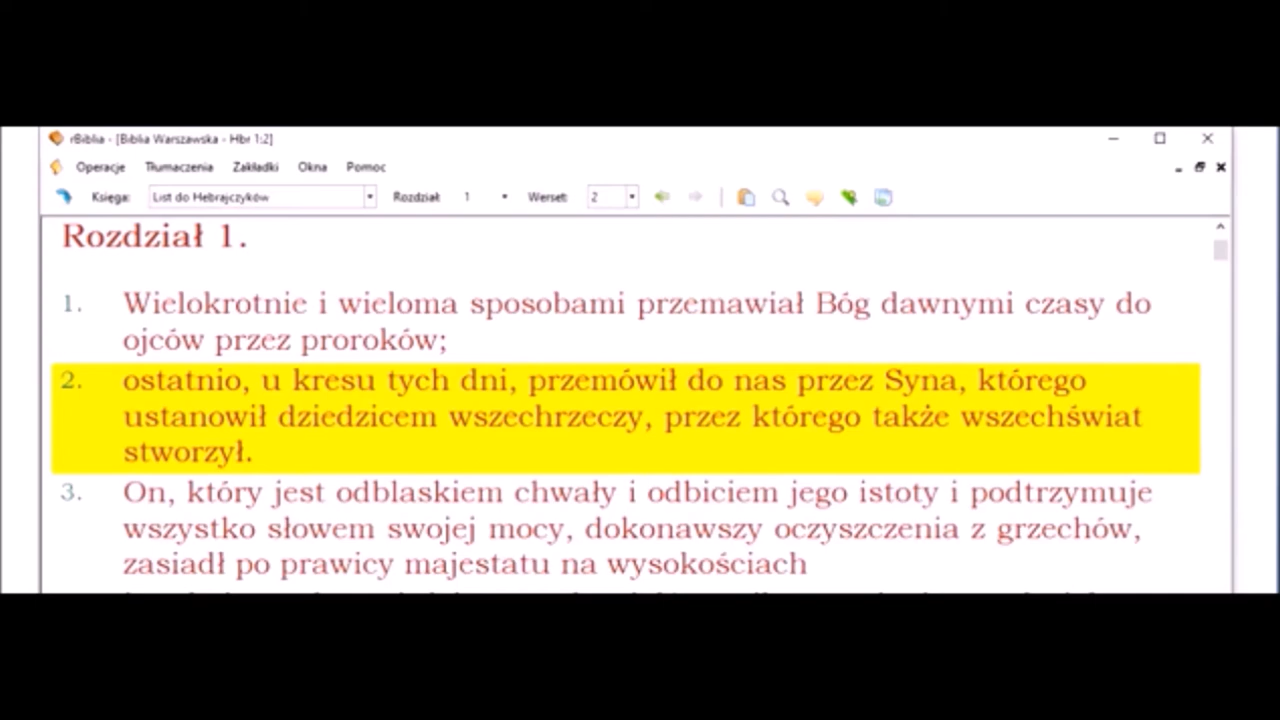 rBiblia - [Biblia Warszawska - Hbr 1:2]
Operacje Tłumaczenia Zakładki Okna Pomoc
Księga: List do Hebrajczyków Rozdział: 1 Werset: 2
Rozdział 1.
1. Wielokrotnie i wieloma sposobami przemawiał Bóg dawnymi czasy do
ojców przez proroków;
2. ostatnio, u kresu tych dni, przemówił do nas przez Syna, którego
ustanowił dziedzicem wszechrzeczy, przez którego także wszechświat
stworzył.
3. On, który jest odblaskiem chwały i odbiciem jego istoty i podtrzymuje
wszystko słowem swojej mocy, dokonawszy oczyszczenia z grzechów,
zasiadł po prawicy majestatu na wysokościach